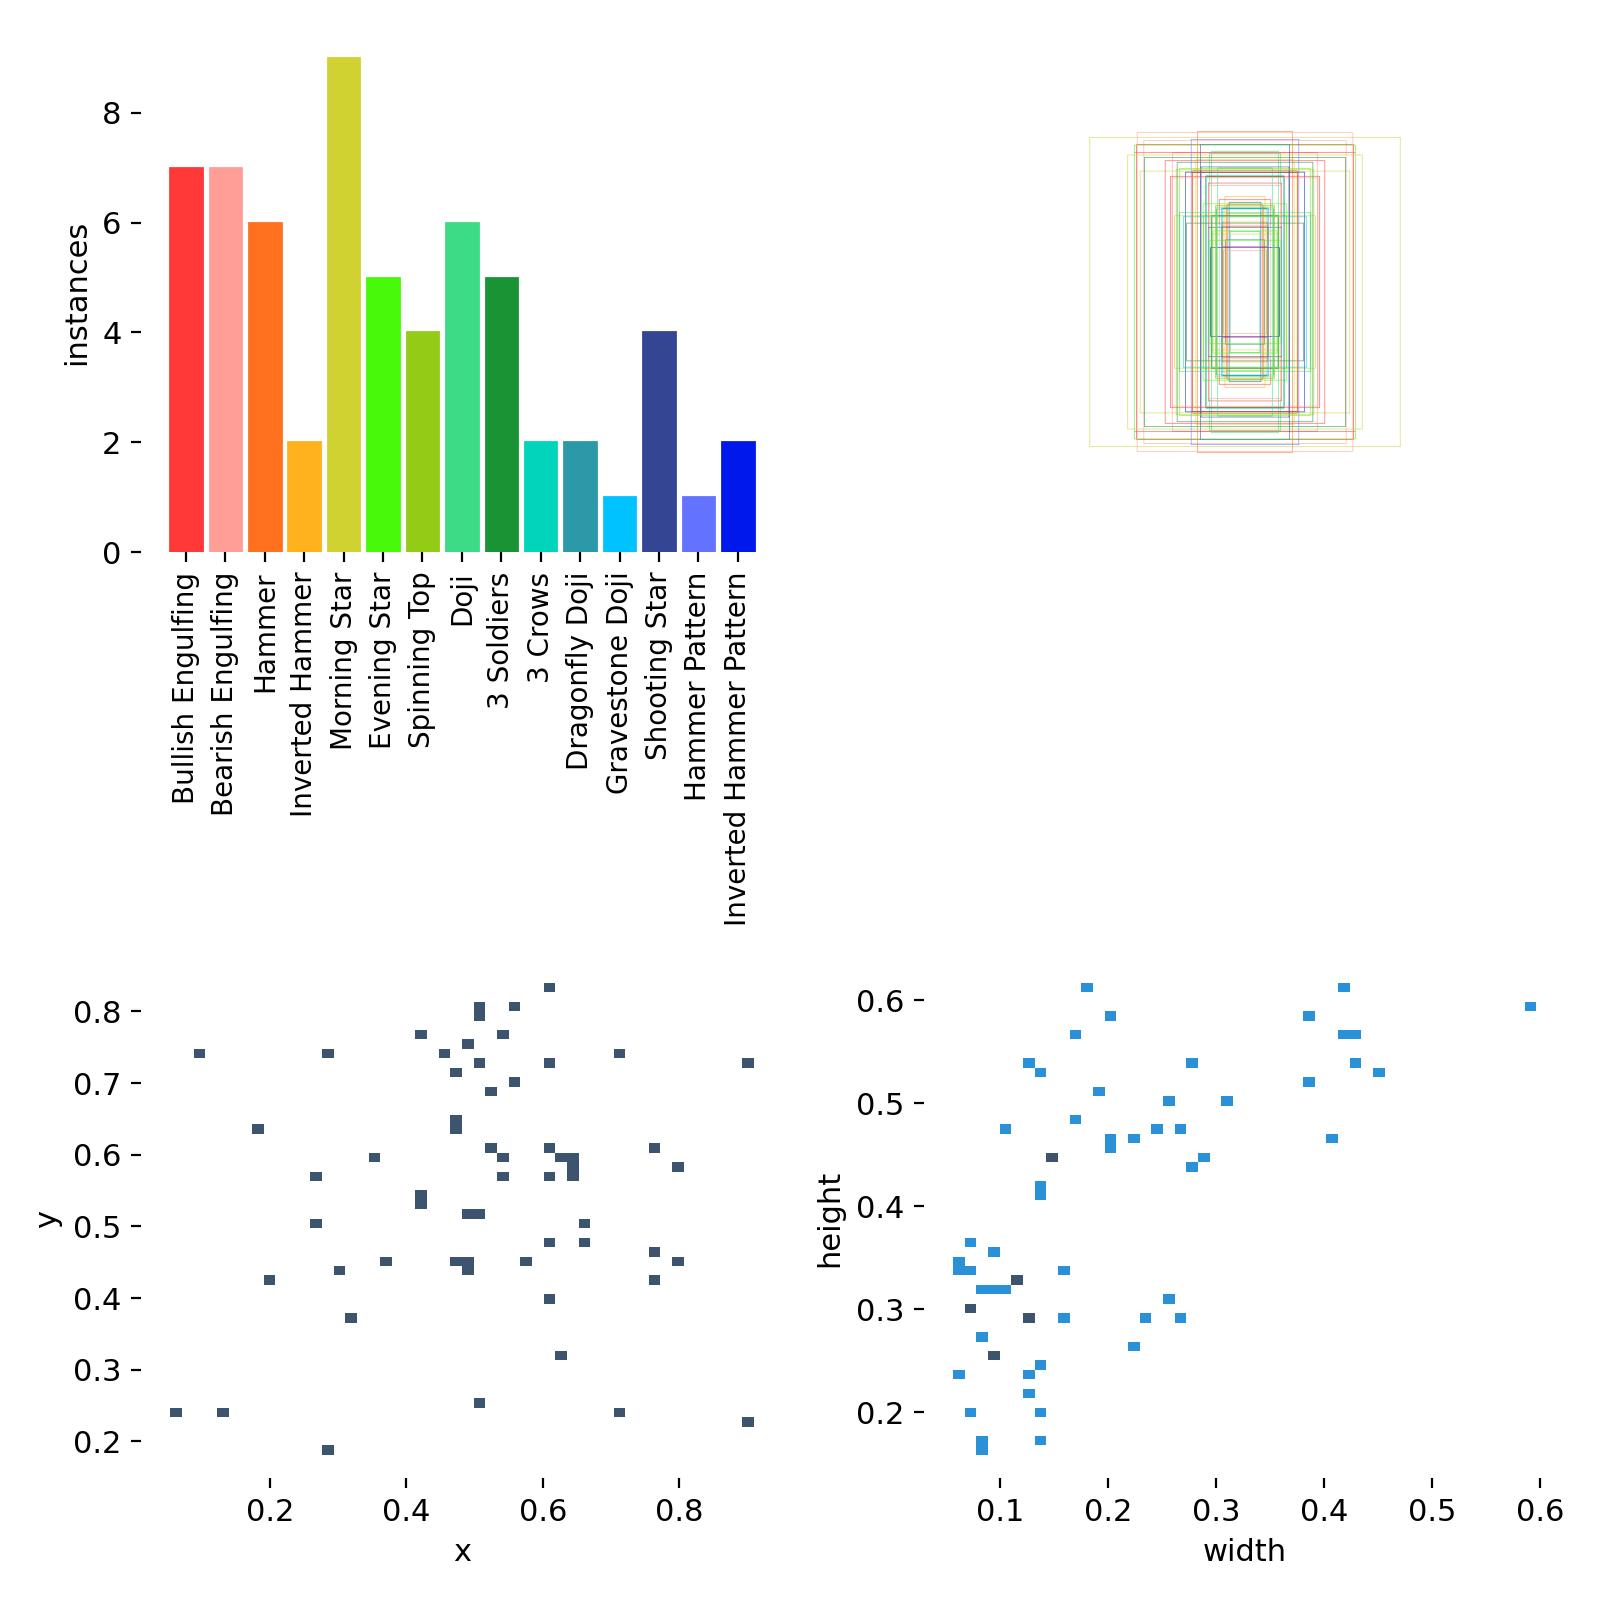 instances
8
6
4
2
0
Bullish Engulfing
Bearish Engulfing
Hammer
Inverted Hammer
Morning Star
Evening Star
Spinning Top
Doji
3 Soldiers
3 Crows
Dragonfly Doji
Gravestone Doji
Shooting Star
Hammer Pattern
Inverted Hammer Pattern
y
0.8
0.7
0.6
0.5
0.4
0.3
0.2
0.2
0.4
0.6
0.8
x
height
0.6
0.5
0.4
0.3
0.2
0.1
0.2
0.3
0.4
0.5
0.6
width